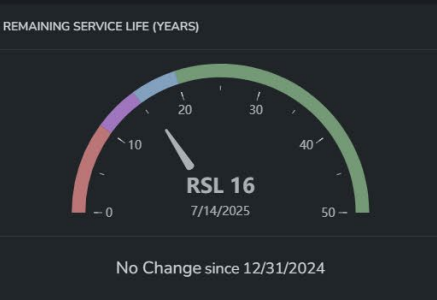 REMAINING SERVICE LIFE (YEARS)
20
30
10
40
RSL 16
0
7/14/2025
50
No Change since 12/31/2024